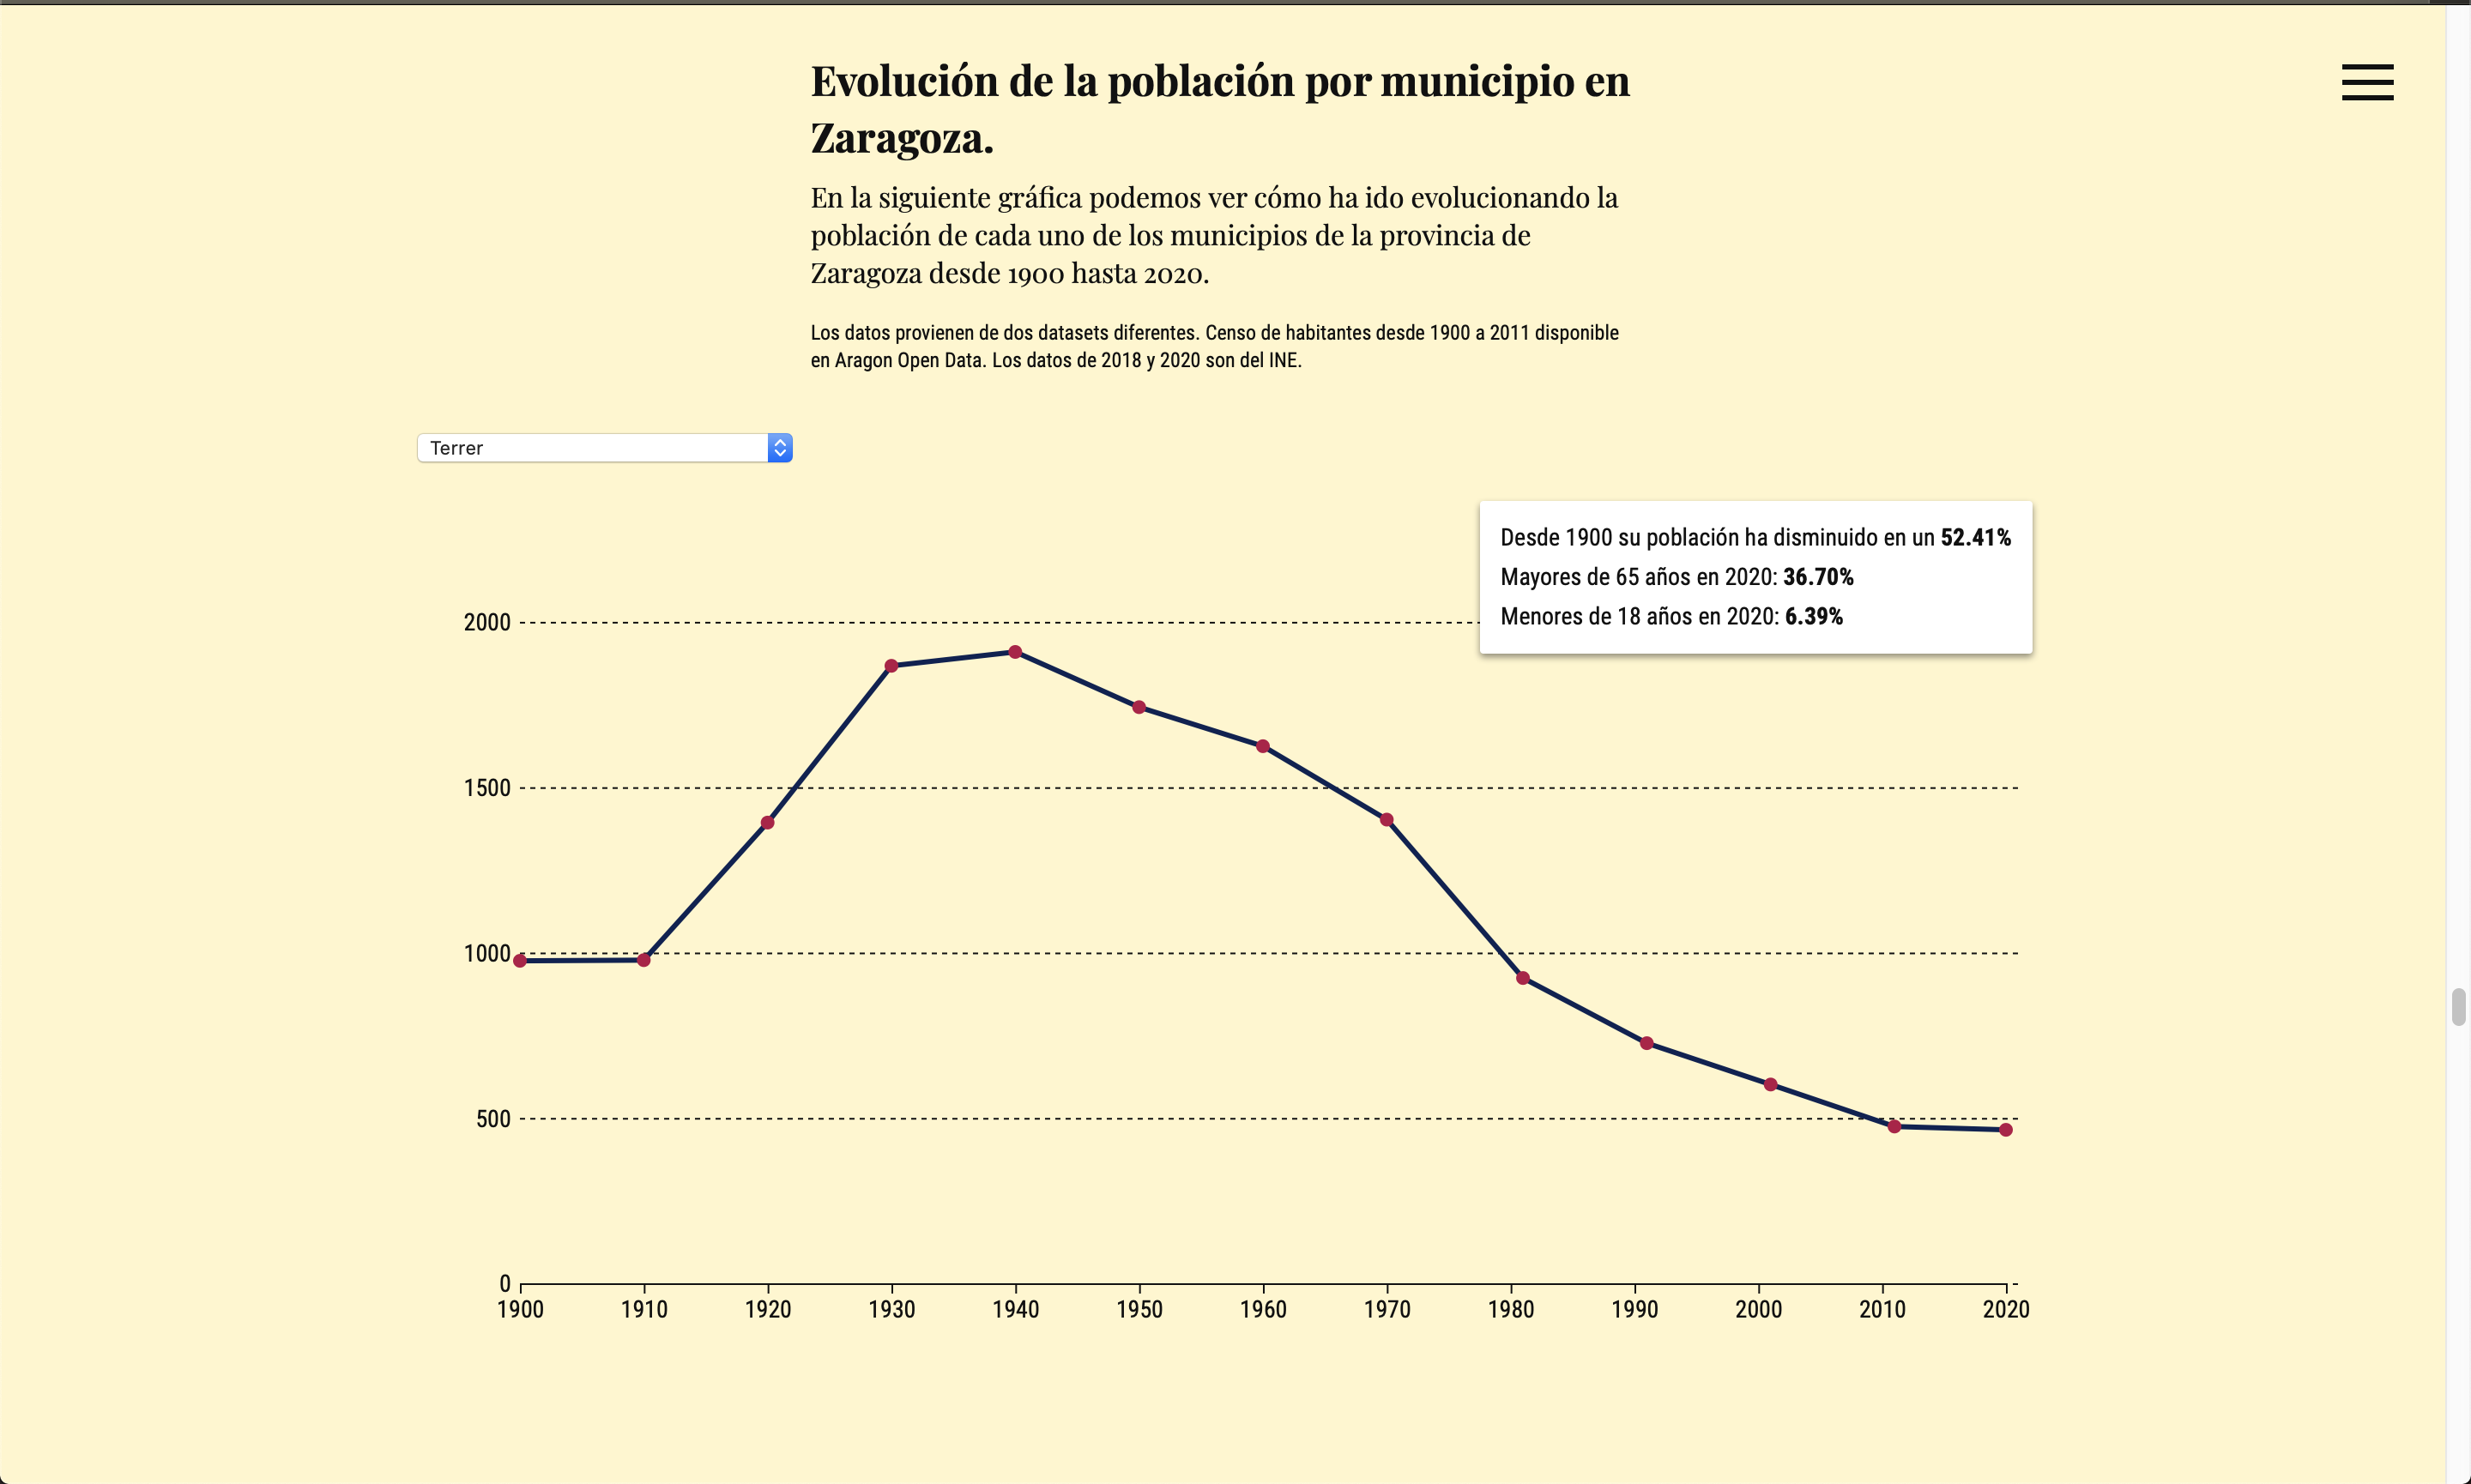 Evolución de la población por municipio en
Zaragoza.
En la siguiente gráfica podemos ver cómo ha ido evolucionando la
población de cada uno de los municipios de la provincia de
Zaragoza desde 1900 hasta 2020.
Los datos provienen de dos datasets diferentes. Censo de habitantes desde 1900 a 2011 disponible
en Aragon Open Data. Los datos de 2018 y 2020 son del INE.
Terrer
Desde 1900 su población ha disminuido en un 52.41%
Mayores de 65 años en 2020: 36.70%
Menores de 18 años en 2020: 6.39%
2000
1500
1000
500
0
1900 1910 1920 1930 1940 1950 1960 1970 1980 1990 2000 2010 2020